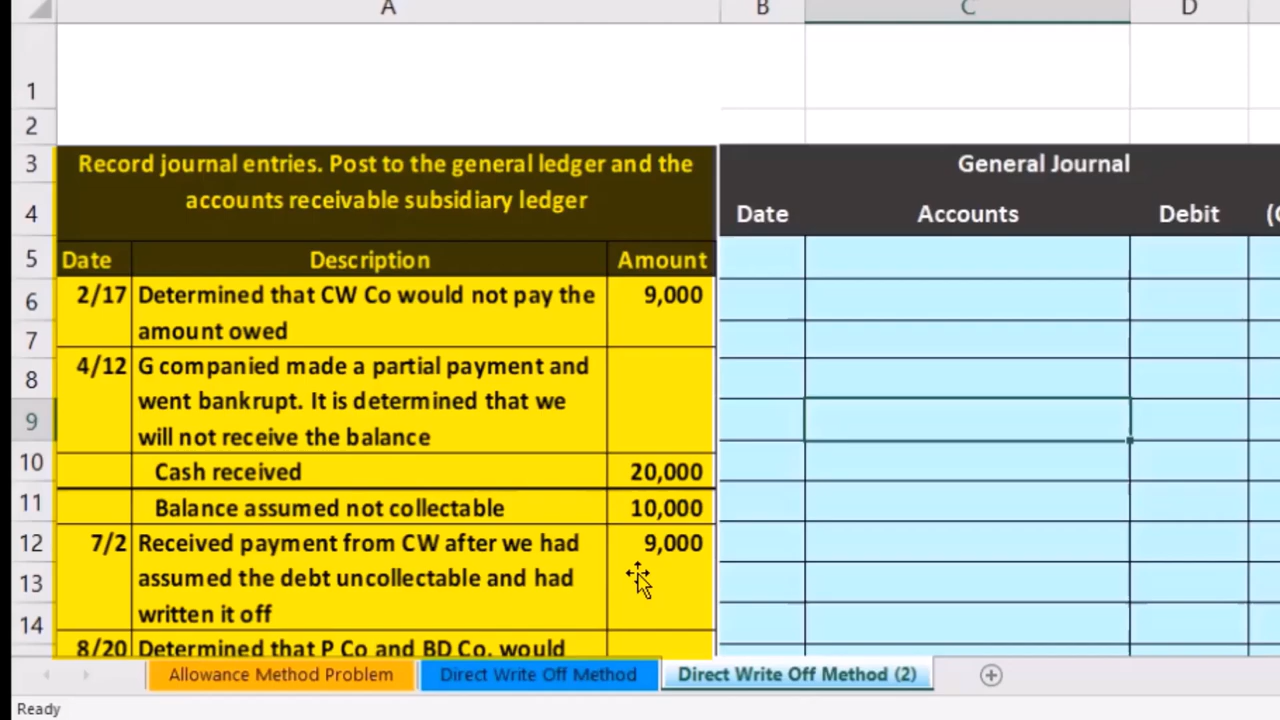 A B C D
1
2
3 Record journal entries. Post to the general ledger and the General Journal
4 accounts receivable subsidiary ledger Date Accounts Debit (
5 Date Description Amount
6 2/17 Determined that CW Co would not pay the 9,000
7 amount owed
8 4/12 G companied made a partial payment and
9 went bankrupt. It is determined that we
will not receive the balance
10 Cash received 20,000
11 Balance assumed not collectable 10,000
12 7/2 Received payment from CW after we had 9,000
13 assumed the debt uncollectable and had
14 written it off
8/20 Determined that P Co and BD Co. would
Allowance Method Problem Direct Write Off Method Direct Write Off Method (2)
Ready